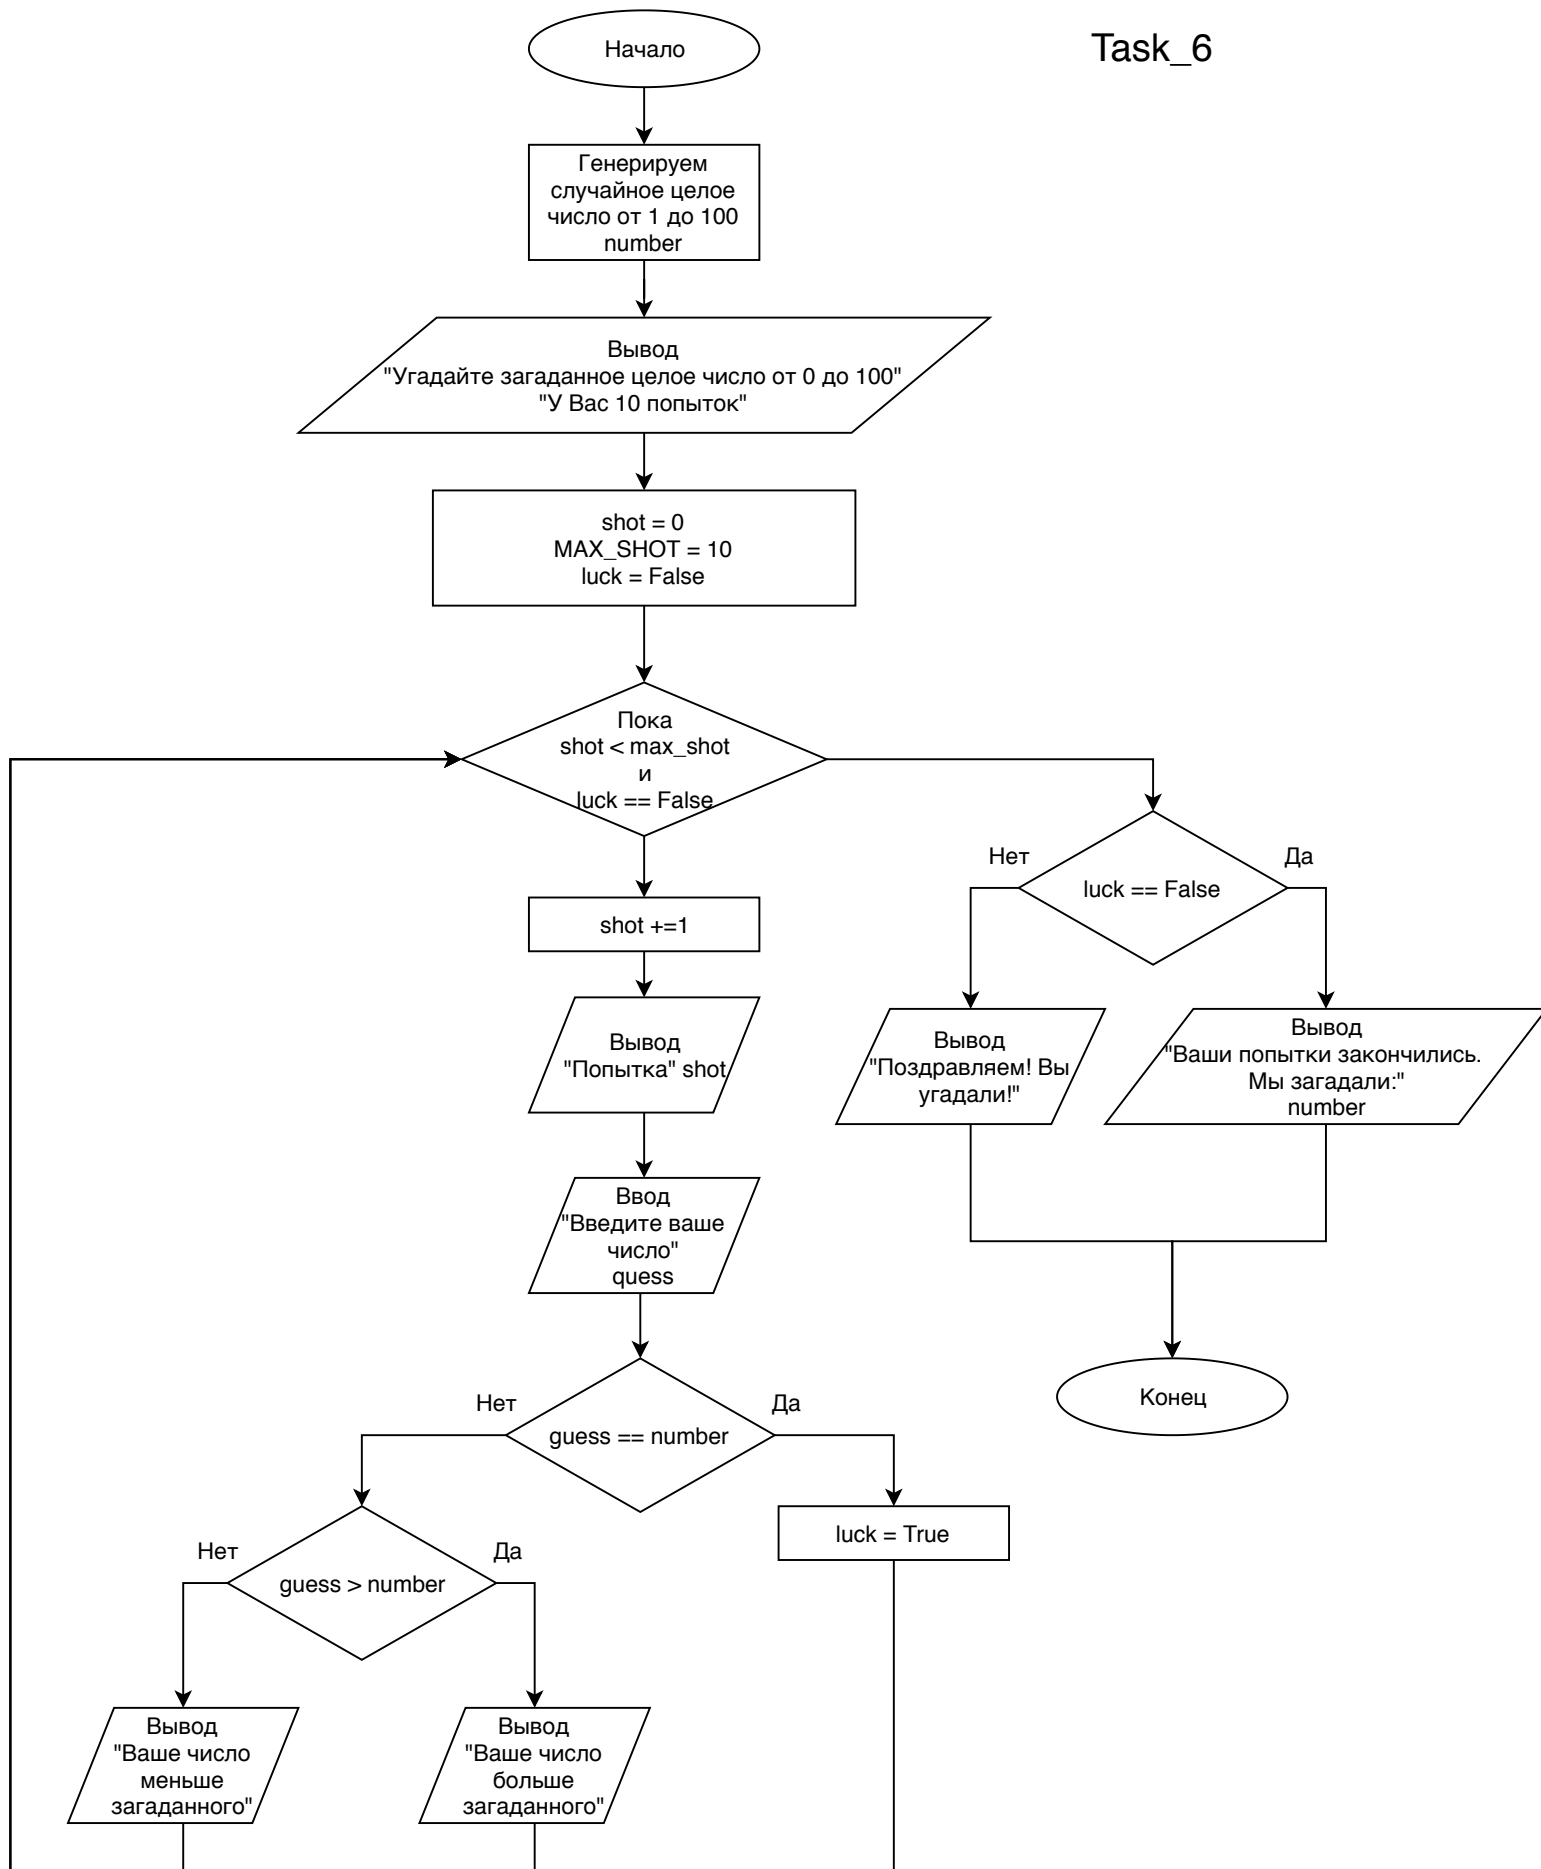 Начало
Task_6
Генерируем
случайное целое
число от 1 до 100
number
Вывод
"Угадайте загаданное целое число от 0 до 100"
"У Вас 10 попыток"
shot = 0
MAX_SHOT = 10
luck = False
Пока
shot < max_shot
и
luck == False
Нет
Да
luck == False
shot +=1
Вывод
"Попытка" shot
Вывод
"Поздравляем! Вы
угадали!"
Вывод
"Ваши попытки закончились.
Мы загадали:"
number
Ввод
"Введите ваше
число"
quess
Нет
Да
guess == number
Конец
luck = True
Нет
Да
guess > number
Вывод
"Ваше число
меньше
загаданного"
Вывод
"Ваше число
больше
загаданного"